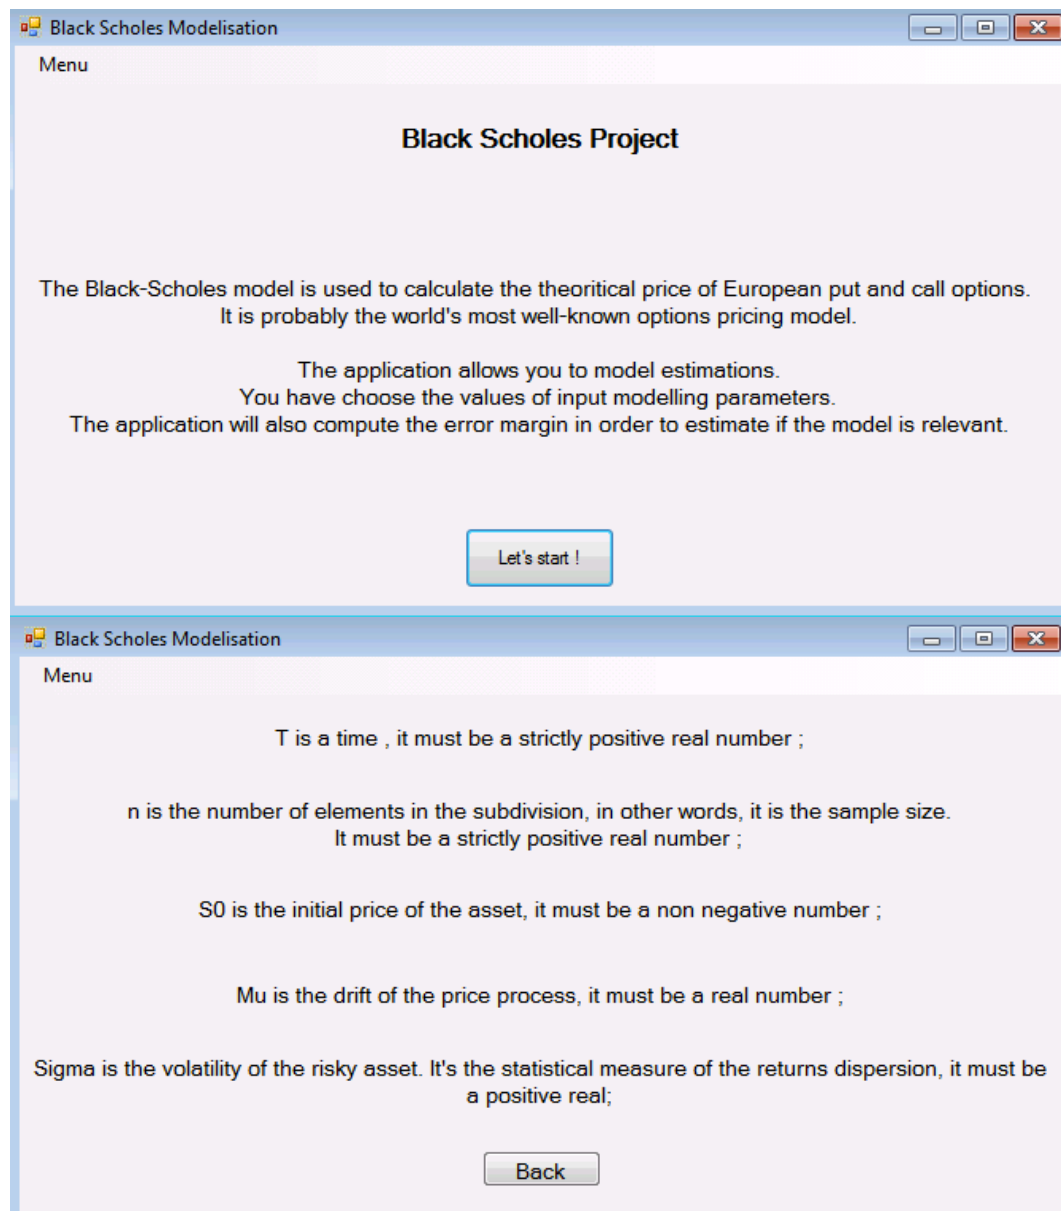 Black Scholes Modelisation
Menu
Black Scholes Project
The Black-Scholes model is used to calculate the theoritical price of European put and call options.
It is probably the world's most well-known options pricing model.
The application allows you to model estimations.
You have choose the values of input modelling parameters.
The application will also compute the error margin in order to estimate if the model is relevant.
Let's start !
Black Scholes Modelisation
Menu
T is a time , it must be a strictly positive real number ;
n is the number of elements in the subdivision, in other words, it is the sample size.
It must be a strictly positive real number ;
S0 is the initial price of the asset, it must be a non negative number ;
Mu is the drift of the price process, it must be a real number ;
Sigma is the volatility of the risky asset. It's the statistical measure of the returns dispersion, it must be
a positive real;
Back